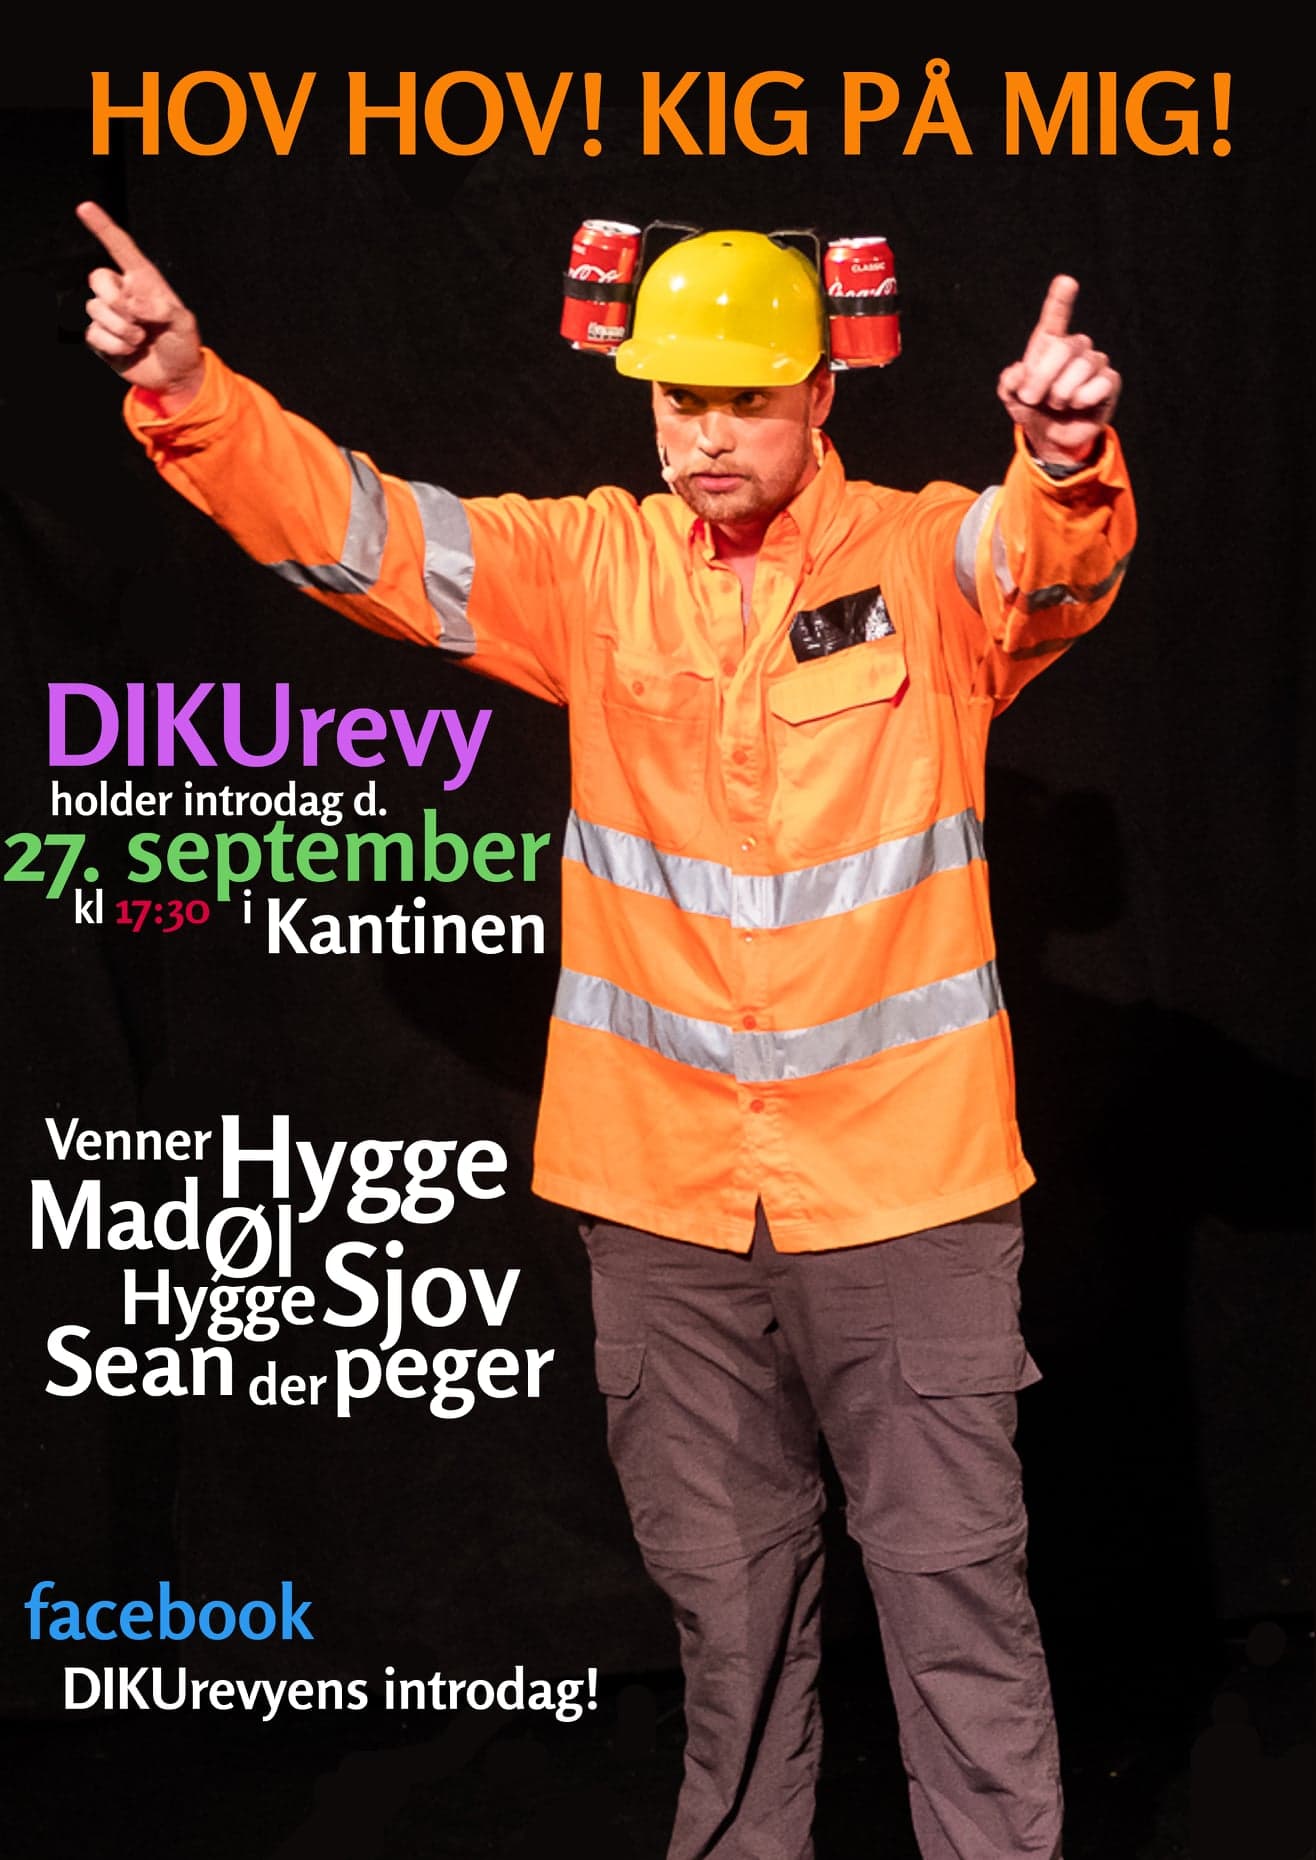 HOV HOV! KIG PÅ MIG!
CLASSIC
DIKUrevy
holder introdag d.
27. september
kl 17:30 i Kantinen
Venner Hygge
Mad Øl
Hygge Sjov
Sean der peger
facebook
DIKUrevyens introdag!